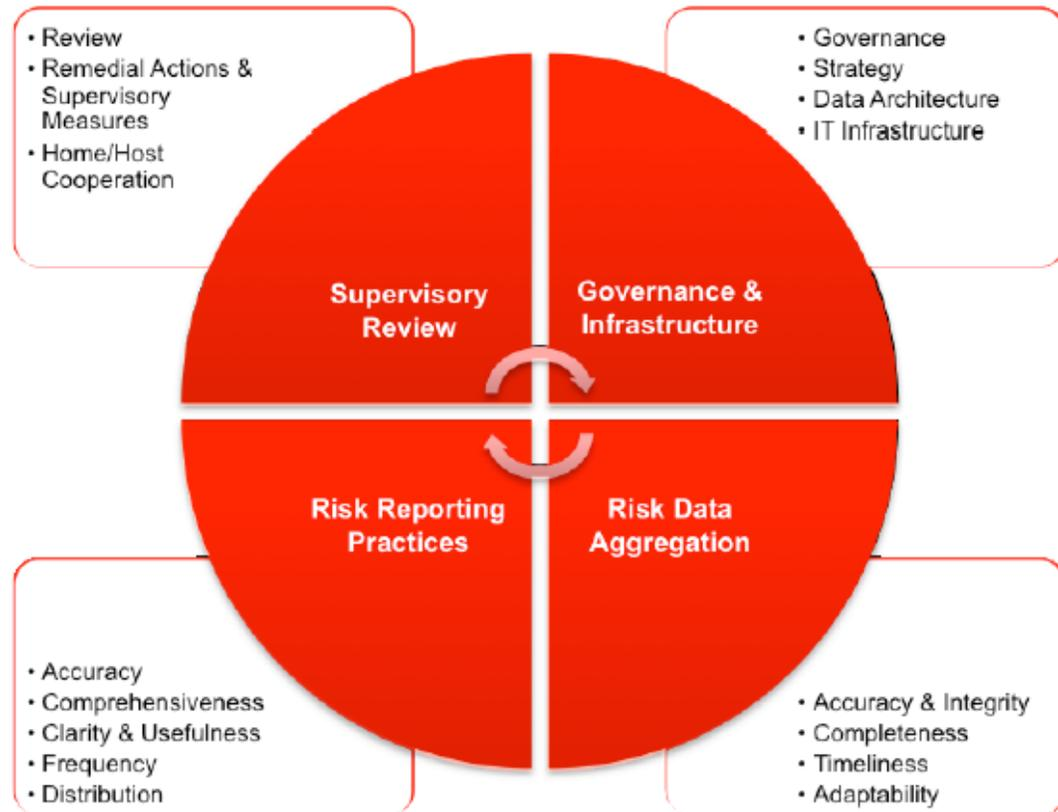 • Review
• Remedial Actions &
Supervisory
Measures
• Home/Host
Cooperation
• Governance
• Strategy
• Data Architecture
• IT Infrastructure
Supervisory
Review
Governance &
Infrastructure
Risk Reporting
Practices
Risk Data
Aggregation
• Accuracy
• Comprehensiveness
• Clarity & Usefulness
• Frequency
• Distribution
• Accuracy & Integrity
• Completeness
• Timeliness
• Adaptability